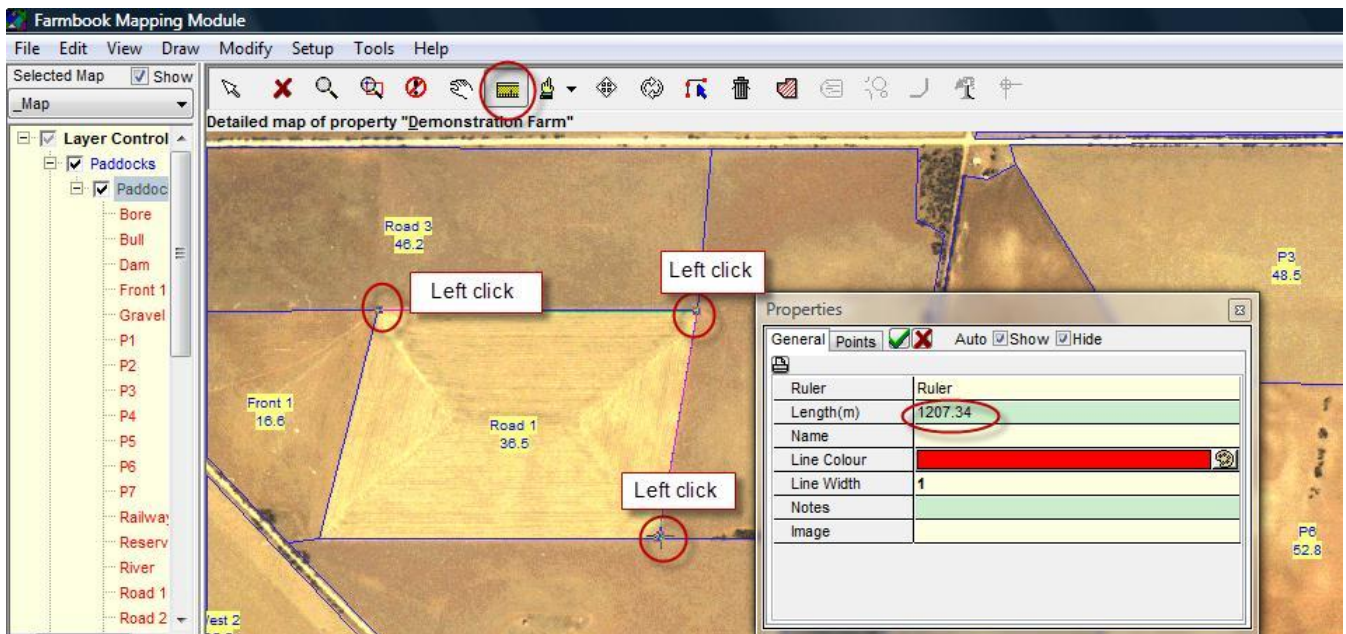 Farmbook Mapping Module
File Edit View Draw Modify Setup Tools Help
Selected Map Show
_Map
Detailed map of property "Demonstration Farm"
Layer Control
Paddocks
Paddoc
Bore
Bull
Dam
Front 1
Gravel
P1
P2
P3
P4
P5
P6
P7
Railway
Reserv
River
Road 1
Road 2
Road 3
46.2
Left click
Left click
P3
48.5
Front 1
16.6
Road 1
36.5
Left click
P6
52.8
Properties
General Points Auto Show Hide
Ruler Ruler
Length(m) 1207.34
Name
Line Colour
Line Width 1
Notes
Image